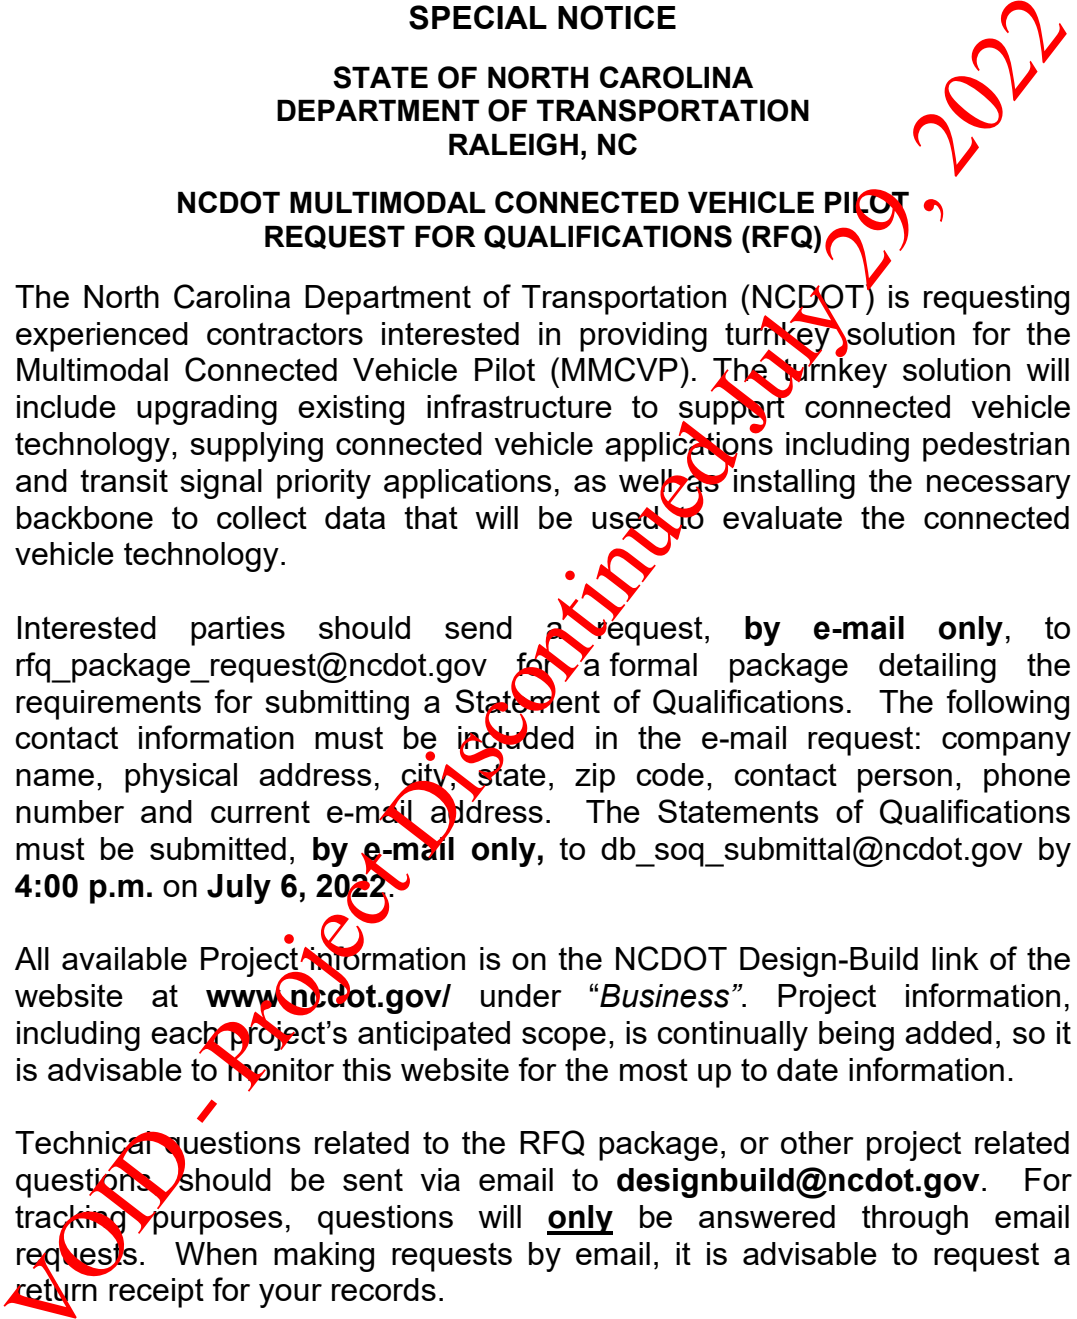 SPECIAL NOTICE
STATE OF NORTH CAROLINA
DEPARTMENT OF TRANSPORTATION
RALEIGH, NC
NCDOT MULTIMODAL CONNECTED VEHICLE PILOT
REQUEST FOR QUALIFICATIONS (RFQ)
The North Carolina Department of Transportation (NCDOT) is requesting
experienced contractors interested in providing turnkey solution for the
Multimodal Connected Vehicle Pilot (MMCVP). The turnkey solution will
include upgrading existing infrastructure to support connected vehicle
technology, supplying connected vehicle applications including pedestrian
and transit signal priority applications, as well as installing the necessary
backbone to collect data that will be used to evaluate the connected
vehicle technology.
Interested parties should send a request, by e-mail only, to
rfq_package_request@ncdot.gov for a formal package detailing the
requirements for submitting a Statement of Qualifications. The following
contact information must be included in the e-mail request: company
name, physical address, city, state, zip code, contact person, phone
number and current e-mail address. The Statements of Qualifications
must be submitted, by e-mail only, to db_soq_submittal@ncdot.gov by
4:00 p.m. on July 6, 2022.
All available Project information is on the NCDOT Design-Build link of the
website at www.ncdot.gov/ under “Business”. Project information,
including each project’s anticipated scope, is continually being added, so it
is advisable to monitor this website for the most up to date information.
Technical questions related to the RFQ package, or other project related
questions, should be sent via email to designbuild@ncdot.gov. For
tracking purposes, questions will only be answered through email
requests. When making requests by email, it is advisable to request a
return receipt for your records.
VOID - Project Discontinued July 29, 2022